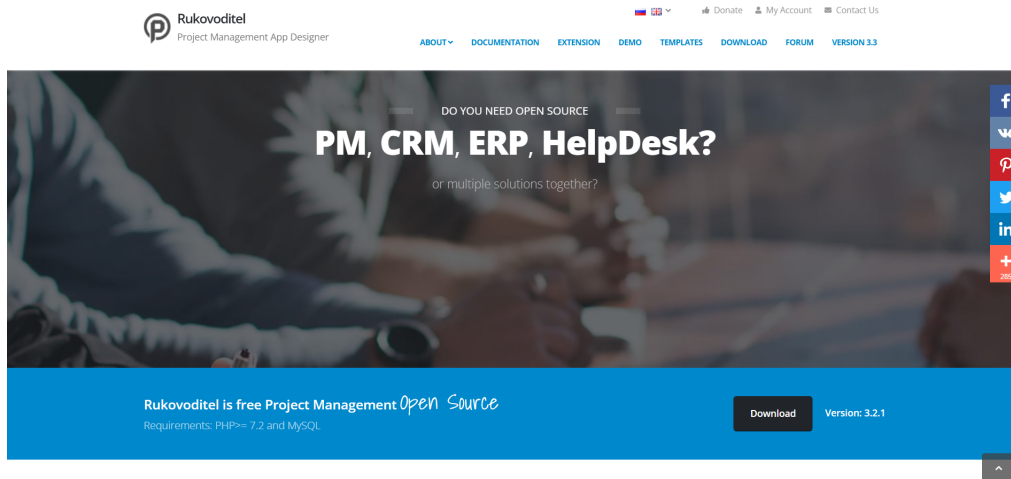 Rukovoditel
Project Management App Designer
Donate My Account Contact Us
ABOUT DOCUMENTATION EXTENSION DEMO TEMPLATES DOWNLOAD FORUM VERSION 3.3
DO YOU NEED OPEN SOURCE
PM, CRM, ERP, HelpDesk?
or multiple solutions together?
Rukovoditel is free Project Management Open Source
Requirements: PHP>= 7.2 and MySQL
Download
Version: 3.2.1